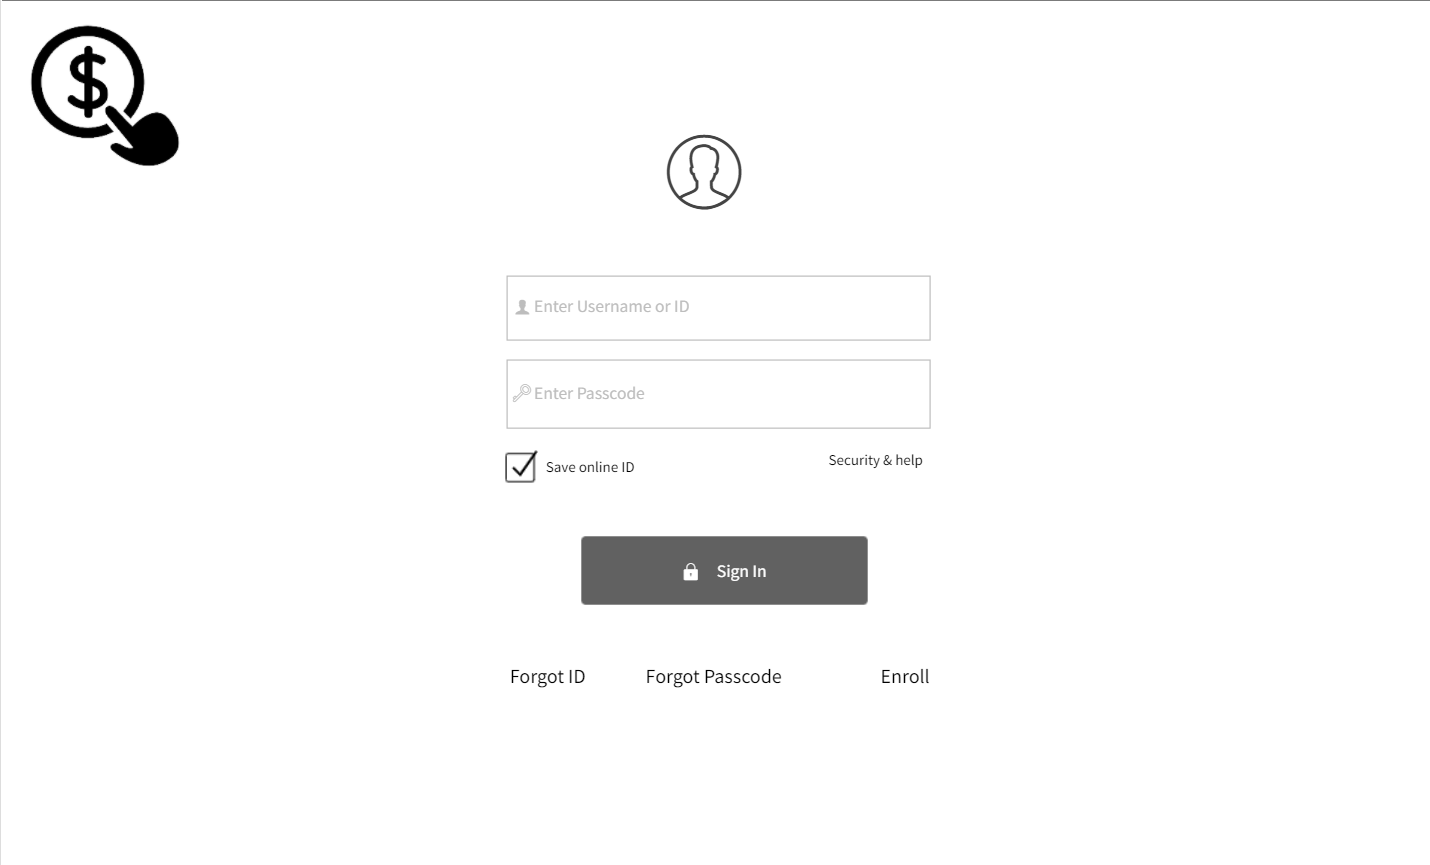 $
Enter Username or ID
Enter Passcode
Save online ID
Security & help
Sign In
Forgot ID
Forgot Passcode
Enroll